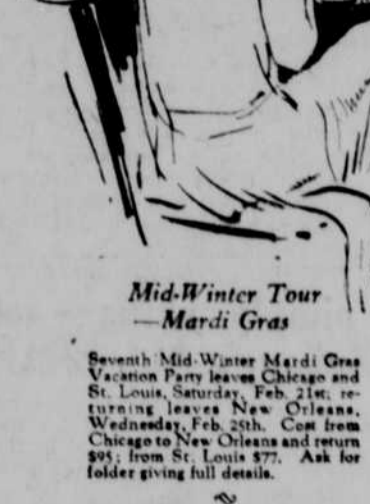 Mid-Winter Tour
—Mardi Gras
Seventh Mid-Winter Mardi Gras
Vacation Party leaves Chicago and
St. Louis, Saturday, Feb. 21st; re-
turning leaves New Orleans,
Wednesday, Feb. 25th. Cost from
Chicago to New Orleans and return
$95; from St. Louis $77. Ask for
folder giving full details.